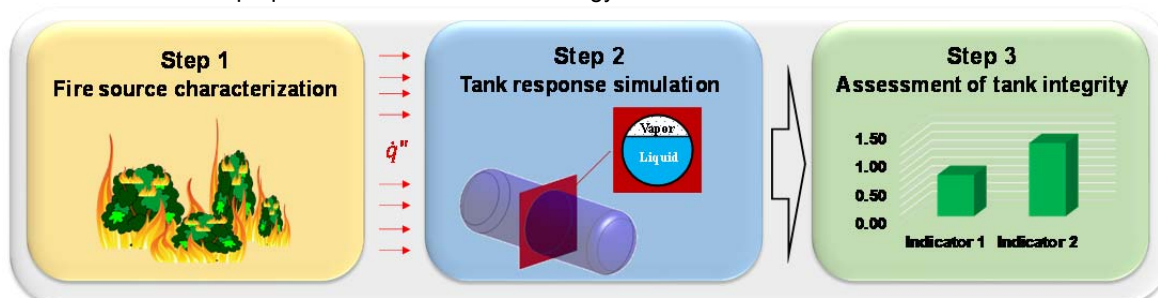 Step 1
Fire source characterization
q̇"
Step 2
Tank response simulation
Vapor
Liquid
Step 3
Assessment of tank integrity
1.50
1.00
0.50
0.00
Indicator 1 Indicator 2